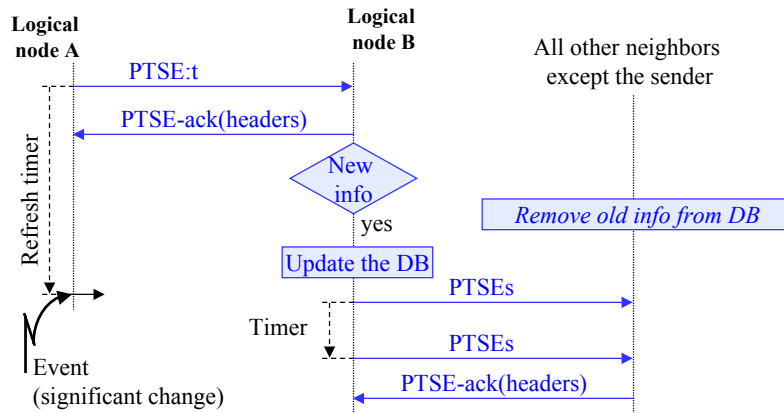 Logical
node A
Logical
node B
All other neighbors
except the sender
PTSE:t
PTSE-ack(headers)
Refresh timer
New
info
yes
Remove old info from DB
Update the DB
PTSEs
Timer
PTSEs
Event
(significant change)
PTSE-ack(headers)